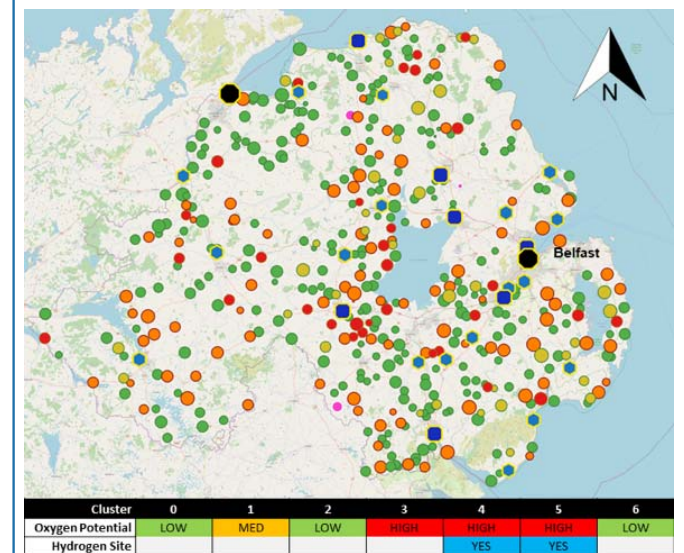 N
Belfast
Cluster 0 1 2 3 4 5 6
Oxygen Potential LOW MED LOW HIGH HIGH HIGH LOW
Hydrogen Site YES YES